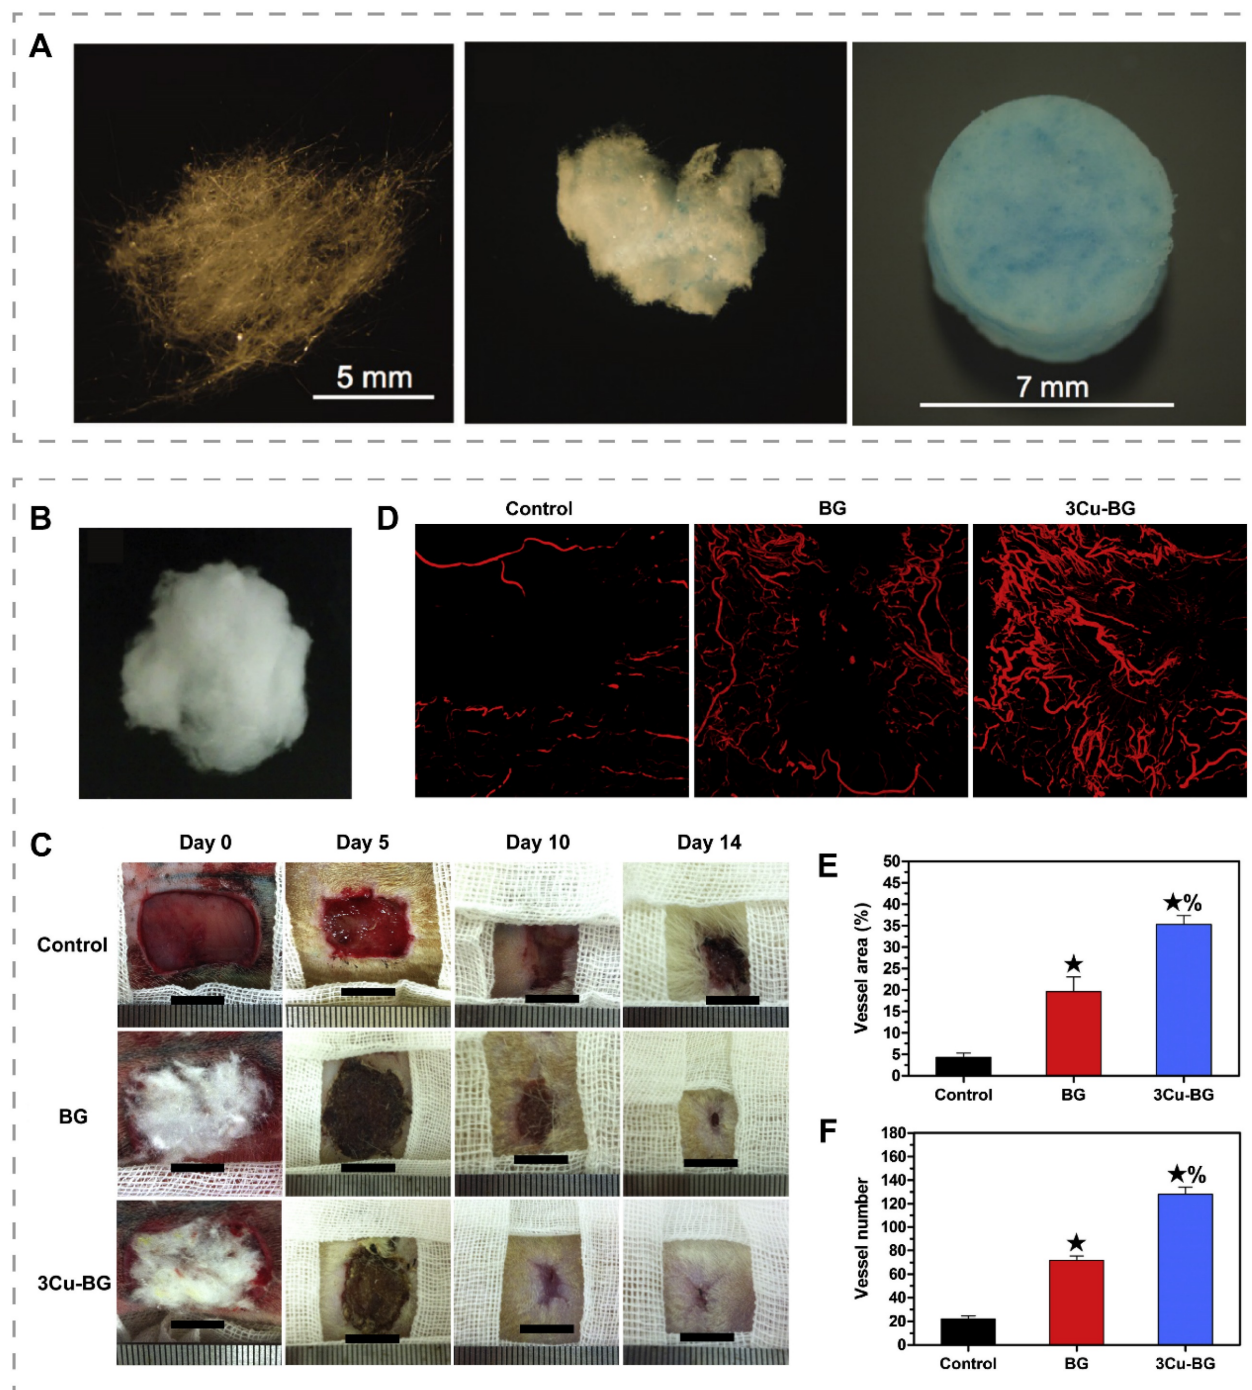 A
5 mm
7 mm
B
D
Control
BG
3Cu-BG
C
Day 0
Day 5
Day 10
Day 14
Control
BG
3Cu-BG
E
Vessel area (%)
50
45
40
35
30
25
20
15
10
5
0
★
★%
Control
BG
3Cu-BG
F
Vessel number
180
160
140
120
100
80
60
40
20
0
★
★%
Control
BG
3Cu-BG